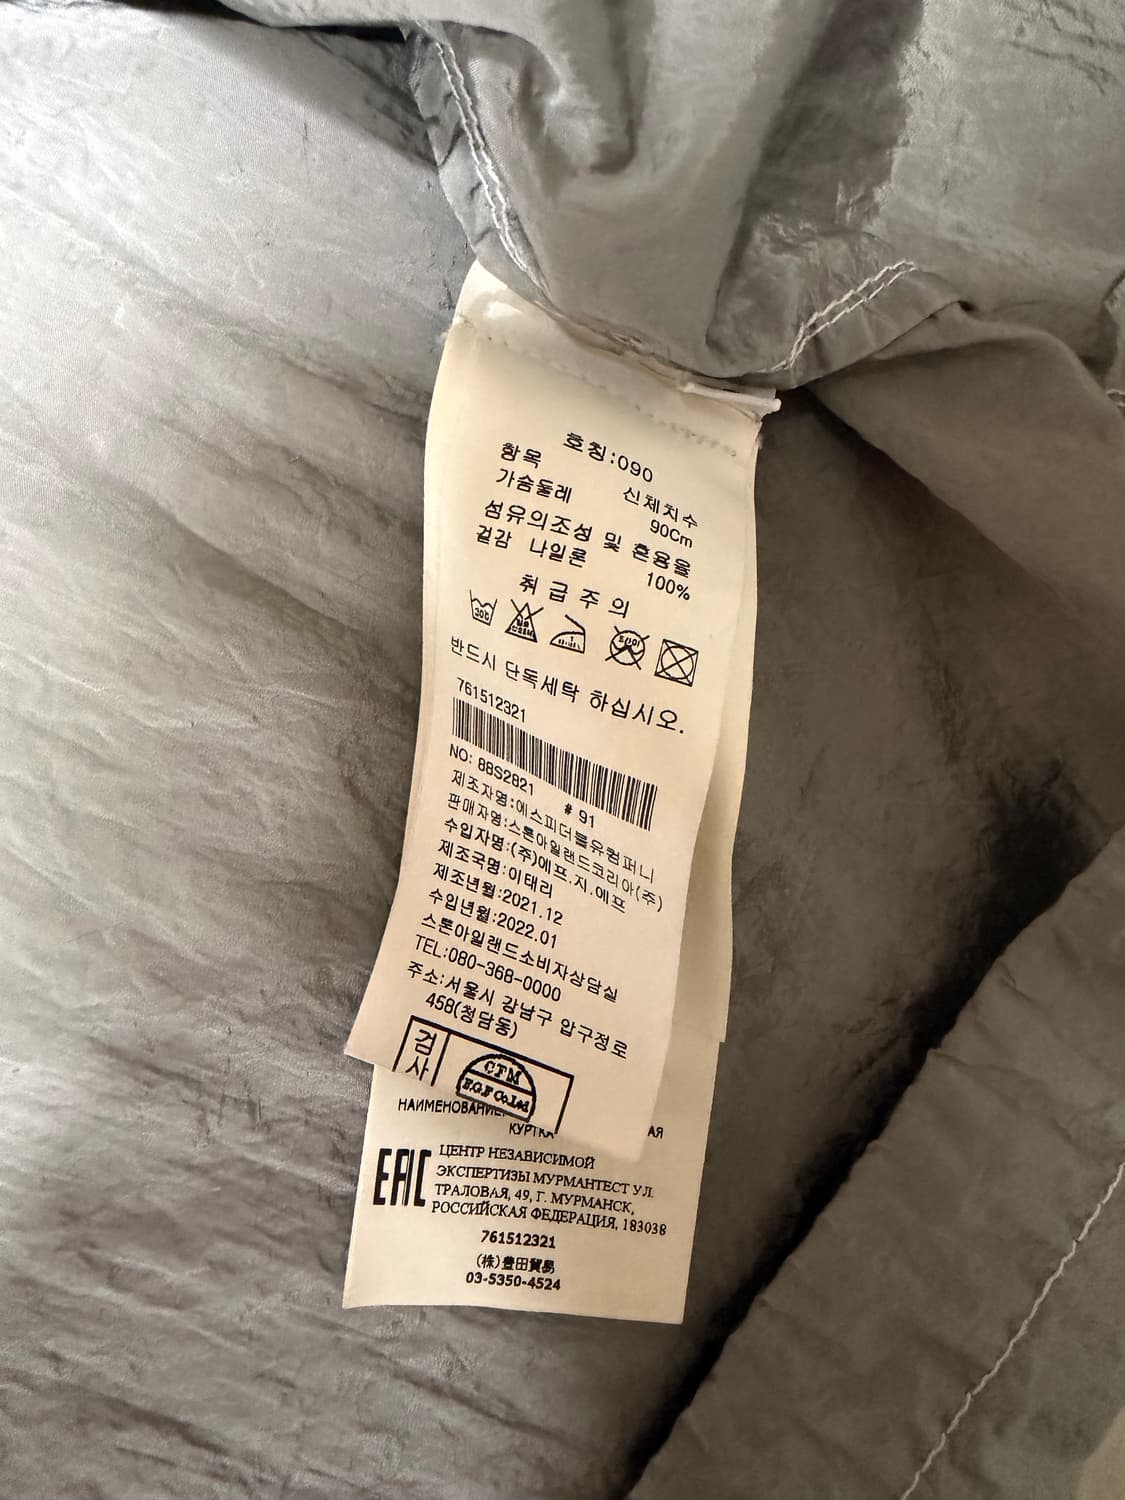 호칭:090
항목 신체치수
가슴둘레 90Cm
섬유의조성 및 혼용율
겉감 나일론 100%
취급주의
30℃
반드시 단독세탁 하십시오.
761512321
NO: 88S2821 # 91
제조자명:에스피더블유컴퍼니
판매자명:스톤아일랜드코리아(주)
수입자명:(주)에프.지.에프
제조국명:이태리
제조년월:2021.12
수입년월:2022.01
스톤아일랜드소비자상담실
TEL:080-368-0000
주소:서울시 강남구 압구정로
458(청담동)
검사
CFM
F.G.F Co.Ltd
НАИМЕНОВАНИЕ
КУРТКА
EAC
ЦЕНТР НЕЗАВИСИМОЙ
ЭКСПЕРТИЗЫ МУРМАНТЕСТ УЛ.
ТРАЛОВАЯ, 49, Г. МУРМАНСК,
РОССИЙСКАЯ ФЕДЕРАЦИЯ, 183038
761512321
(株)豊田貿易
03-5350-4524